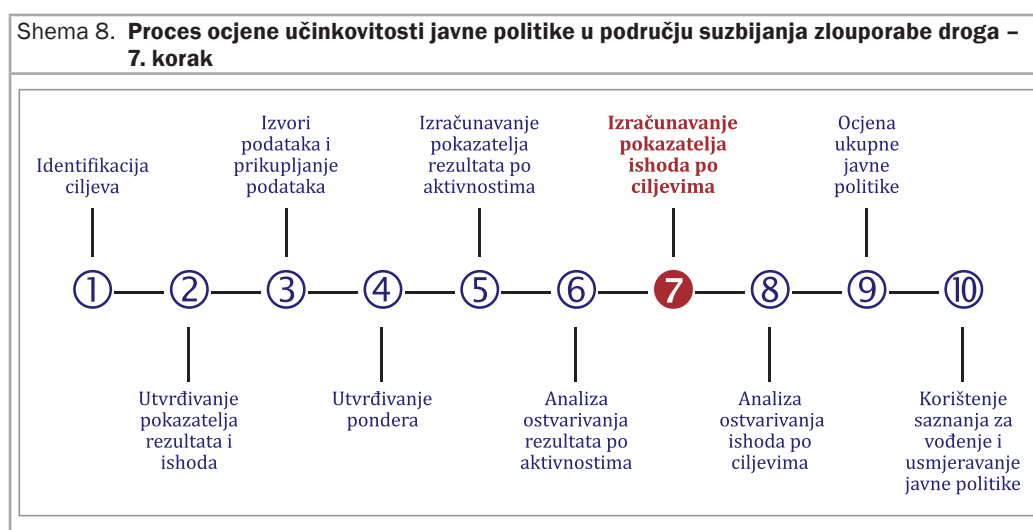 Shema 8. Proces ocjene učinkovitosti javne politike u području suzbijanja zlouporabe droga –
7. korak
Identifikacija
ciljeva
Izvori
podataka i
prikupljanje
podataka
Izračunavanje
pokazatelja
rezultata po
aktivnostima
Izračunavanje
pokazatelja
ishoda po
ciljevima
Ocjena
ukupne
javne
politike
1 2 3 4 5 6 7 8 9 10
Utvrđivanje
pokazatelja
rezultata i
ishoda
Utvrđivanje
pondera
Analiza
ostvarivanja
rezultata po
aktivnostima
Analiza
ostvarivanja
ishoda po
ciljevima
Korištenje
saznanja za
vođenje i
usmjeravanje
javne politike